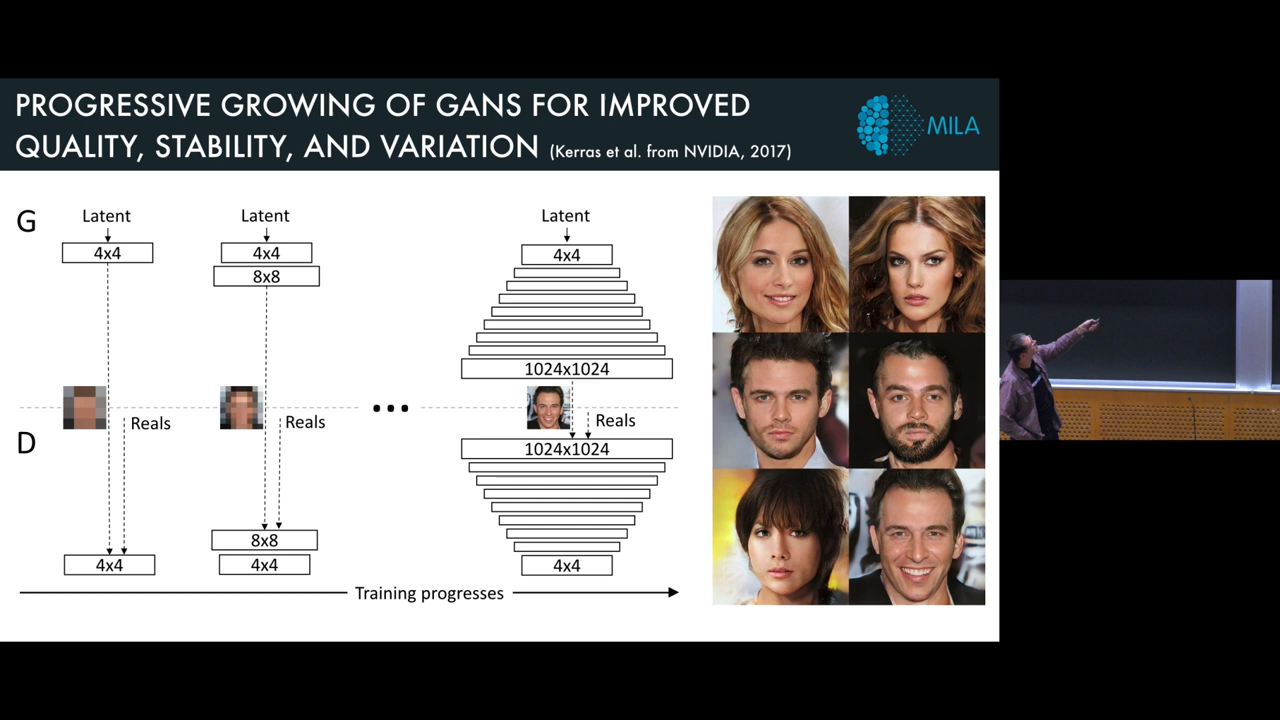 PROGRESSIVE GROWING OF GANS FOR IMPROVED
QUALITY, STABILITY, AND VARIATION (Kerras et al. from NVIDIA, 2017)
MILA
G
Latent
4x4
Latent
4x4
8x8
Latent
4x4
1024x1024
Reals
Reals
Reals
D
4x4
8x8
4x4
1024x1024
4x4
Training progresses